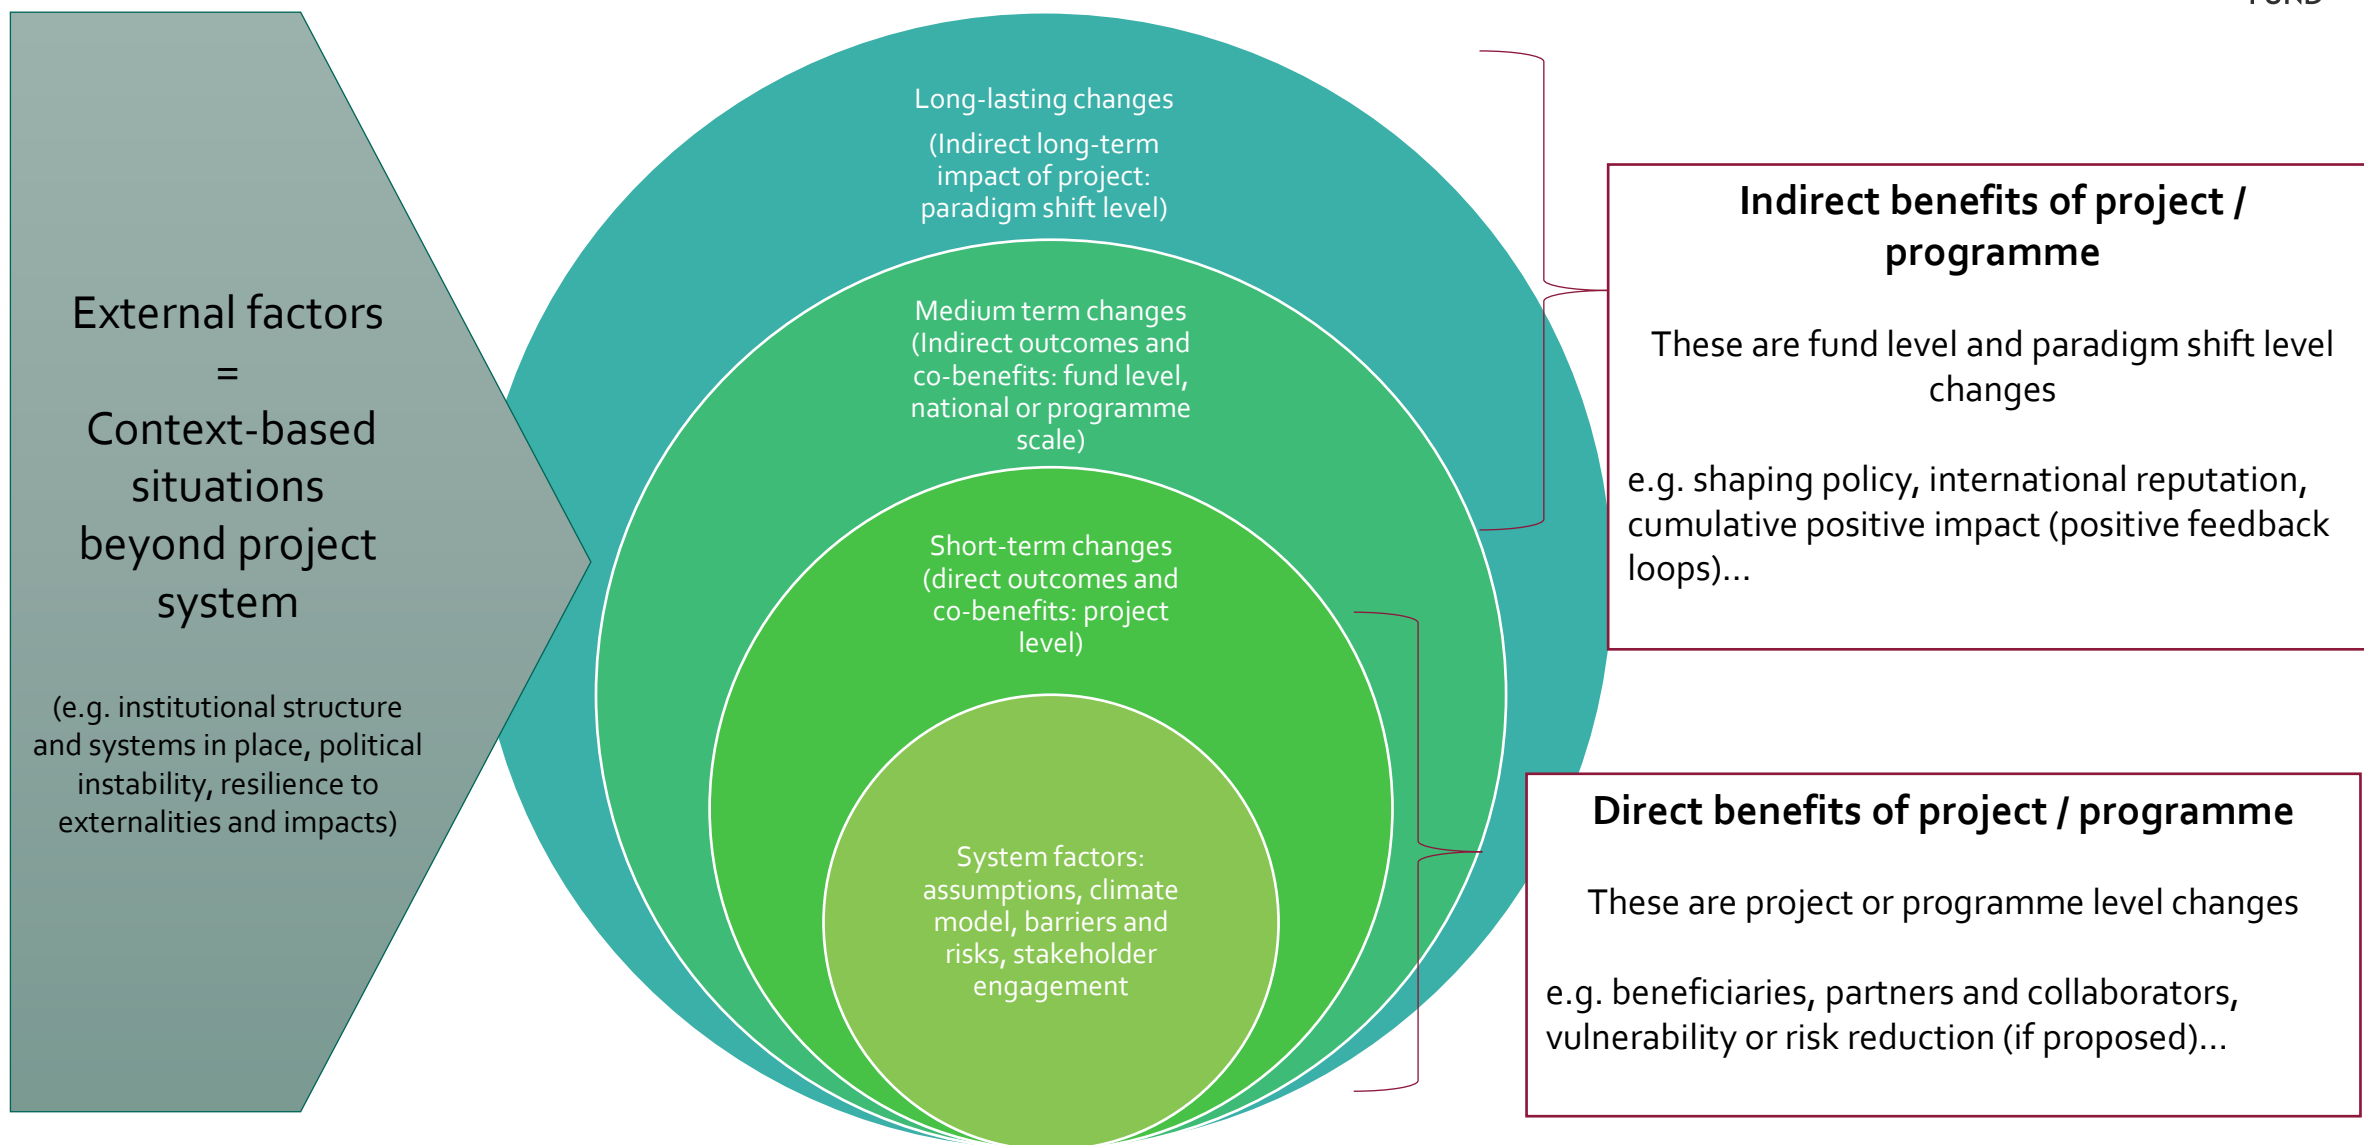 FUND
External factors
=
Context-based
situations
beyond project
system
(e.g. institutional structure
and systems in place, political
instability, resilience to
externalities and impacts)
Long-lasting changes
(Indirect long-term
impact of project:
paradigm shift level)
Medium term changes
(Indirect outcomes and
co-benefits: fund level,
national or programme
scale)
Short-term changes
(direct outcomes and
co-benefits: project
level)
System factors:
assumptions, climate
model, barriers and
risks, stakeholder
engagement
Indirect benefits of project /
programme
These are fund level and paradigm shift level
changes
e.g. shaping policy, international reputation,
cumulative positive impact (positive feedback
loops)...
Direct benefits of project / programme
These are project or programme level changes
e.g. beneficiaries, partners and collaborators,
vulnerability or risk reduction (if proposed)...